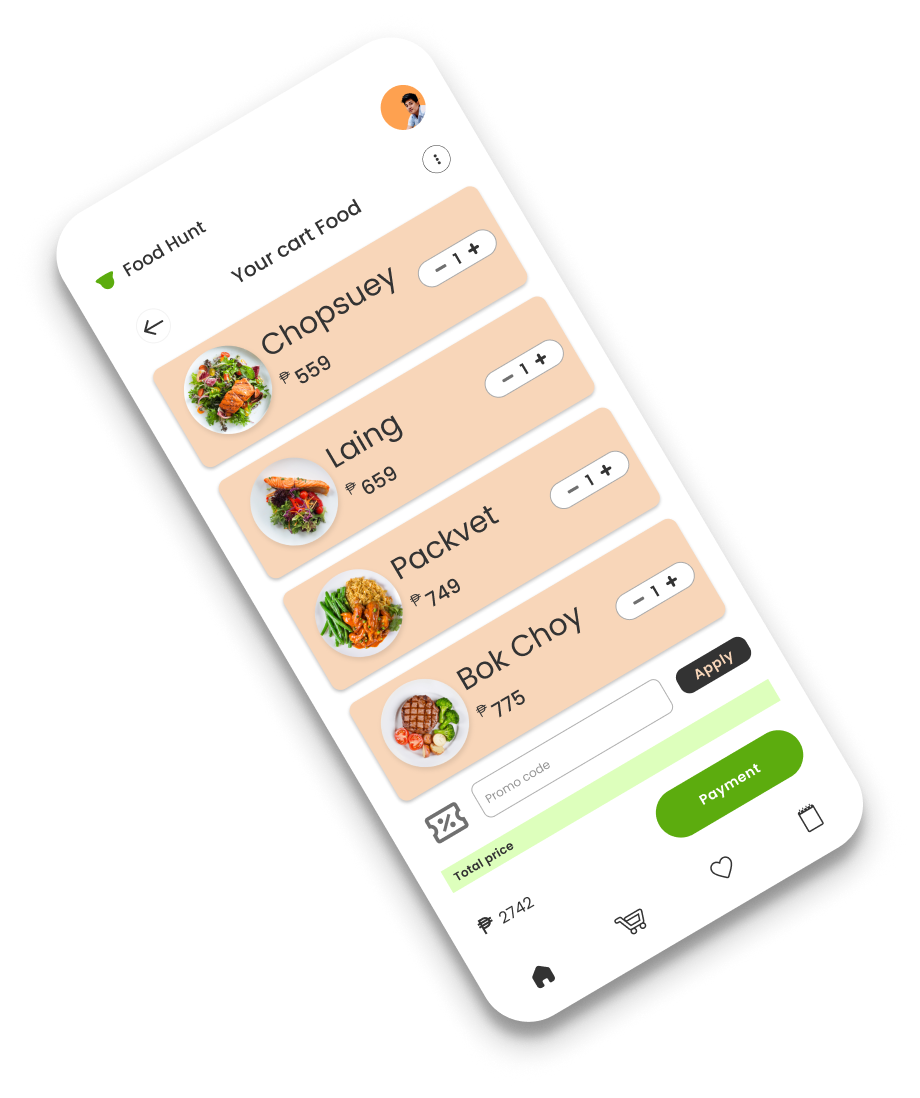 Food Hunt
Your cart Food
Chopsuey
₱ 559
− 1 +
Laing
₱ 659
− 1 +
Packvet
₱ 749
− 1 +
Bok Choy
₱ 775
− 1 +
Promo code
Apply
Total price
₱ 2742
Payment